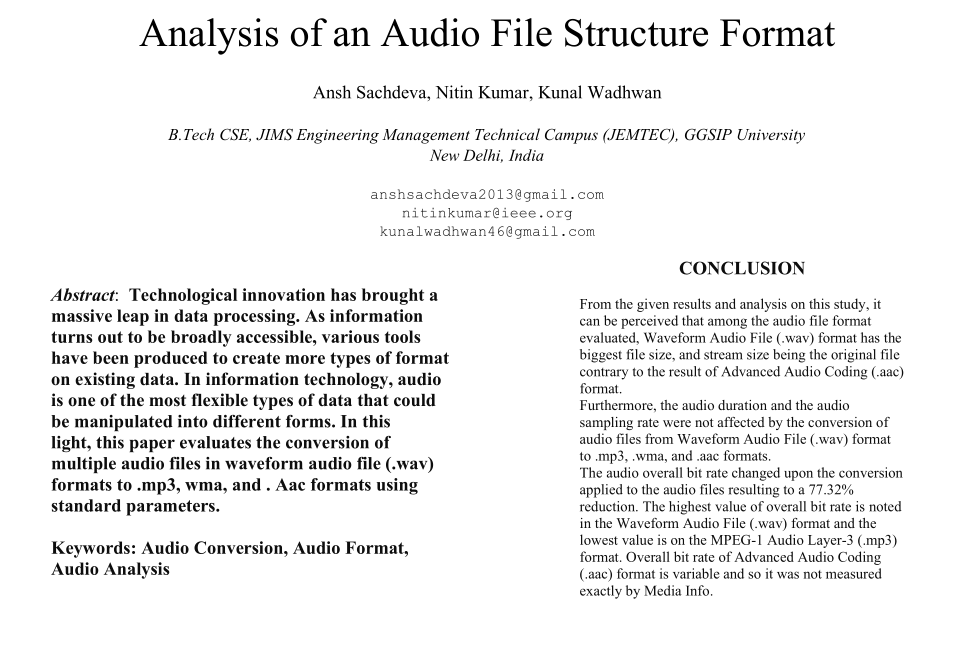 Analysis of an Audio File Structure Format
Ansh Sachdeva, Nitin Kumar, Kunal Wadhwan
B.Tech CSE, JIMS Engineering Management Technical Campus (JEMTEC), GGSIP University
New Delhi, India
anshsachdeva2013@gmail.com
nitinkumar@ieee.org
kunalwadhwan46@gmail.com
Abstract:  Technological innovation has brought a
massive leap in data processing. As information
turns out to be broadly accessible, various tools
have been produced to create more types of format
on existing data. In information technology, audio
is one of the most flexible types of data that could
be manipulated into different forms. In this
light, this paper evaluates the conversion of
multiple audio files in waveform audio file (.wav)
formats to .mp3, wma, and . Aac formats using
standard parameters.
Keywords: Audio Conversion, Audio Format,
Audio Analysis
CONCLUSION
From the given results and analysis on this study, it
can be perceived that among the audio file format
evaluated, Waveform Audio File (.wav) format has the
biggest file size, and stream size being the original file
contrary to the result of Advanced Audio Coding (.aac)
format.
Furthermore, the audio duration and the audio
sampling rate were not affected by the conversion of
audio files from Waveform Audio File (.wav) format
to .mp3, .wma, and .aac formats.
The audio overall bit rate changed upon the conversion
applied to the audio files resulting to a 77.32%
reduction. The highest value of overall bit rate is noted
in the Waveform Audio File (.wav) format and the
lowest value is on the MPEG-1 Audio Layer-3 (.mp3)
format. Overall bit rate of Advanced Audio Coding
(.aac) format is variable and so it was not measured
exactly by Media Info.